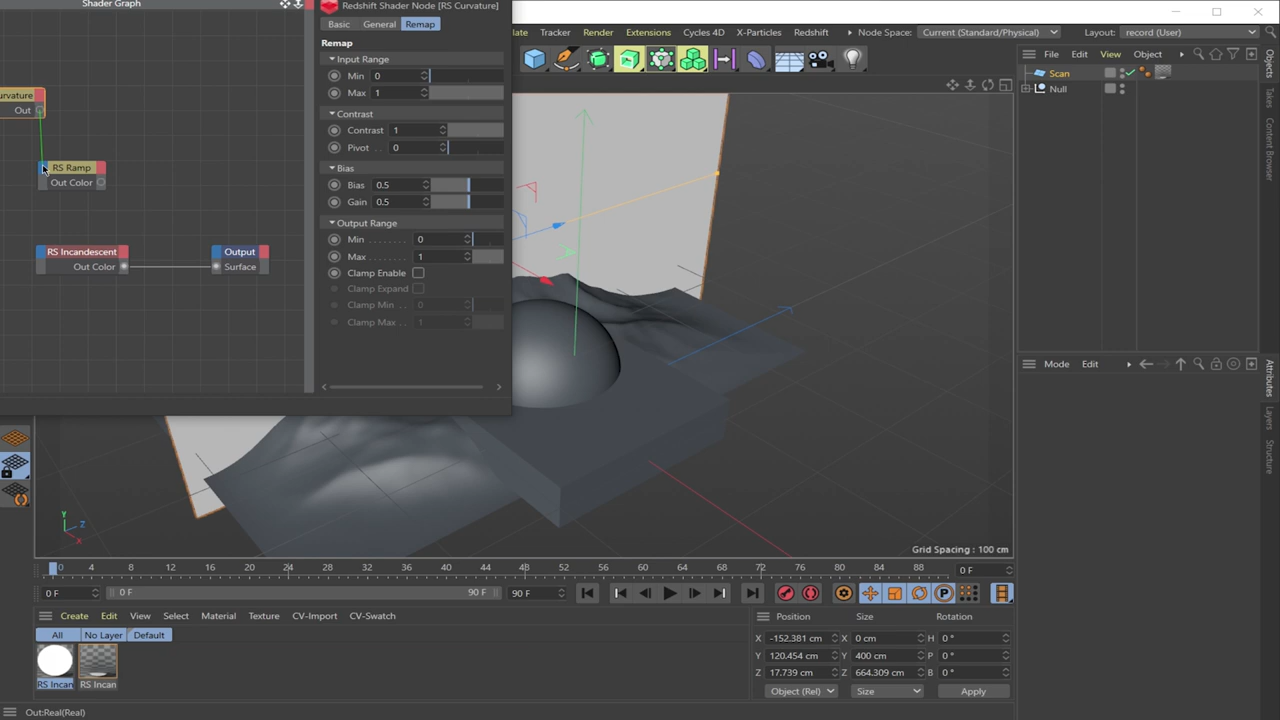 Shader Graph
urvature
Out
RS Ramp
Out Color
RS Incandescent
Out Color
Output
Surface
Redshift Shader Node [RS Curvature]
Basic General Remap
Remap
Input Range
Min 0
Max 1
Contrast
Contrast 1
Pivot 0
Bias
Bias 0.5
Gain 0.5
Output Range
Min ........ 0
Max ....... 1
Clamp Enable
Clamp Expand
Clamp Min .. 0
Clamp Max .. 1
late Tracker Render Extensions Cycles 4D X-Particles Redshift Node Space: Current (Standard/Physical) Layout: record (User)
File Edit View Object
Scan
Null
Objects
Takes
Content Browser
Mode Edit
Attributes
Layers
Structure
Y
Z
X
Grid Spacing : 100 cm
0 4 8 12 16 20 24 28 32 36 40 44 48 52 56 60 64 68 72 76 80 84 88 0 F
0 F 0 F 90 F 90 F
P
Create Edit View Select Material Texture CV-Import CV-Swatch
All No Layer Default
RS Incan RS Incan
Position Size Rotation
X -152.381 cm X 0 cm H 0 °
Y 120.454 cm Y 400 cm P 0 °
Z 17.739 cm Z 664.309 cm B 0 °
Object (Rel) Size Apply
Out:Real(Real)